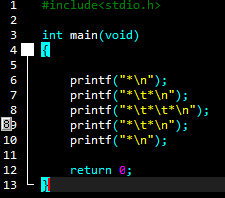 1 #include<stdio.h>
2
3 int main(void)
4 {
5
6 printf("*\n");
7 printf("*\t*\n");
8 printf("*\t*\t*\n");
9 printf("*\t*\n");
10 printf("*\n");
11
12 return 0;
13 }